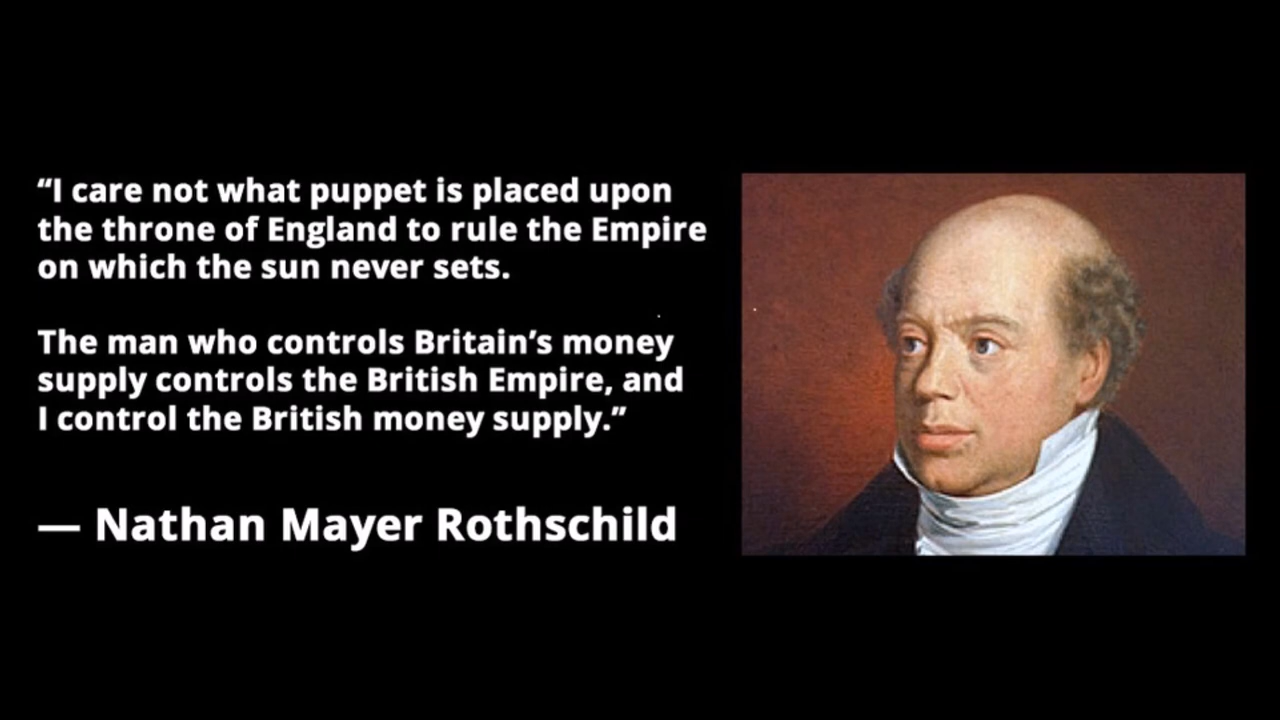 “I care not what puppet is placed upon
the throne of England to rule the Empire
on which the sun never sets.
The man who controls Britain’s money
supply controls the British Empire, and
I control the British money supply.”
— Nathan Mayer Rothschild